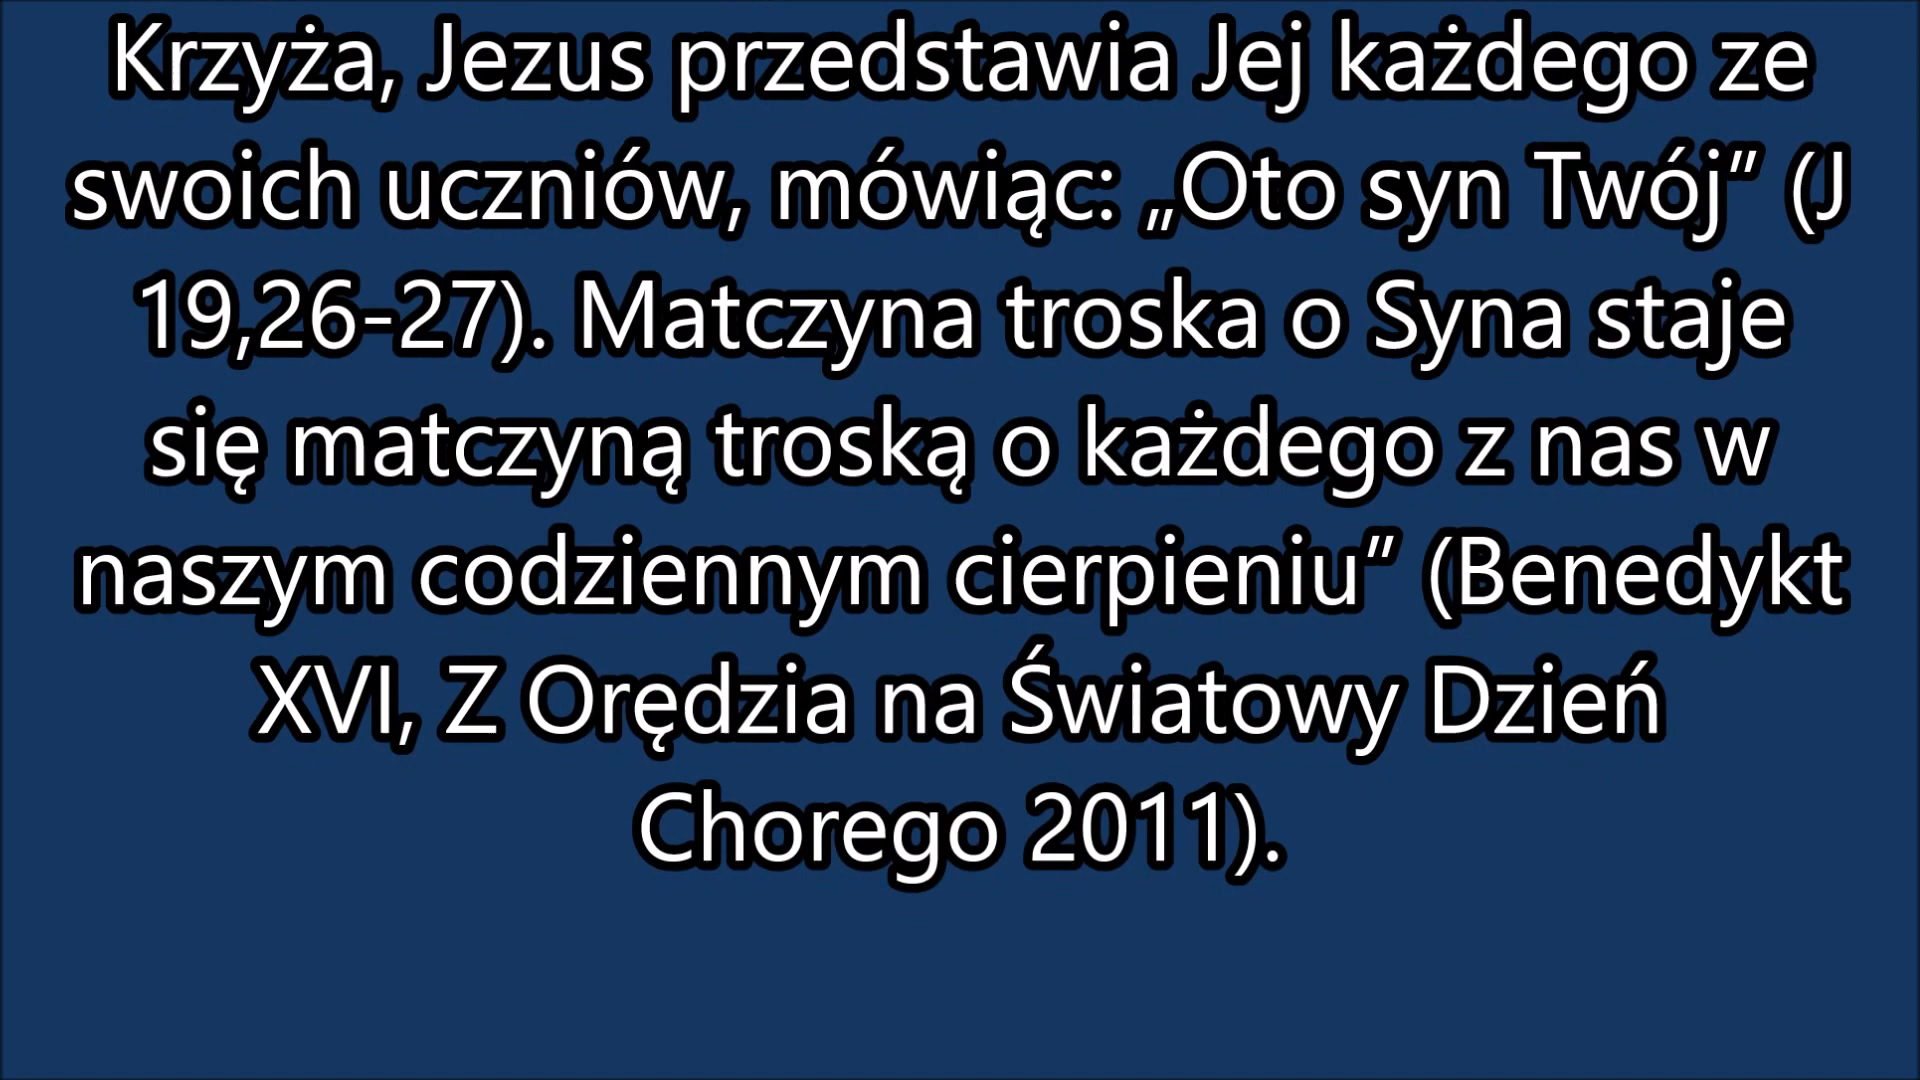 Krzyża, Jezus przedstawia Jej każdego ze
swoich uczniów, mówiąc: „Oto syn Twój” (J
19,26-27). Matczyna troska o Syna staje
się matczyną troską o każdego z nas w
naszym codziennym cierpieniu” (Benedykt
XVI, Z Orędzia na Światowy Dzień
Chorego 2011).